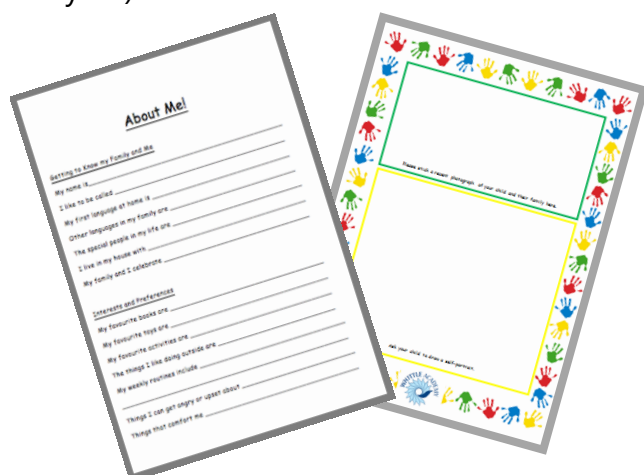 About Me!
Getting to Know my Family and Me
My name is
I like to be called
My first language at home is
Other languages in my family are
The special people in my life are
I live in my house with
My family and I celebrate
Interests and Preferences
My favourite books are
My favourite toys are
My favourite activities are
The things I like doing outside are
My weekly routines include
Things I can get angry or upset about
Things that comfort me
Please stick a recent photograph of your child and their family here.
Ask your child to draw a self-portrait.